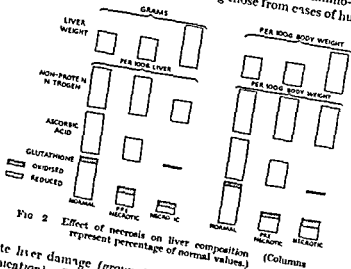 those from cases of hu
GRAMS
PER 100G BODY WEIGHT
LIVER
WEIGHT
PER 100G LIVER
PER 100G BODY WEIGHT
NON-PROTEIN
NITROGEN
ASCORBIC
ACID
GLUTATHIONE
OXIDISED
REDUCED
NORMAL
PRE
NECROTIC
NECROTIC
NORMAL
PRE
NECROTIC
NECROTIC
FIG 2 Effect of necrosis on liver composition (Columns
represent percentage of normal values.)
te liver damage